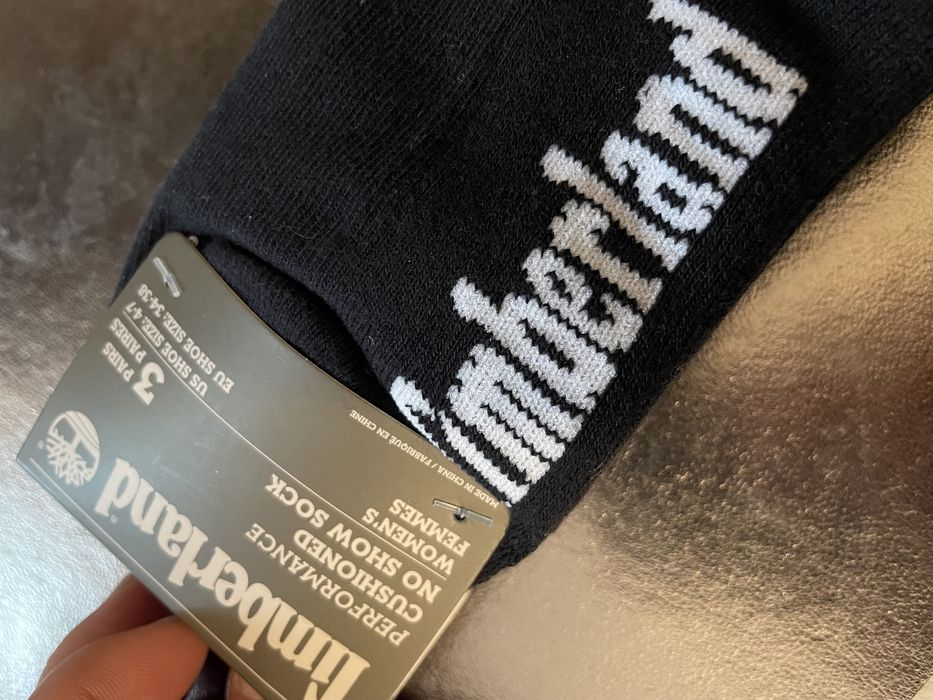 Timberland
Timberland
PERFORMANCE
CUSHIONED
NO SHOW SOCK
WOMEN'S
FEMMES
3 PAIRS
PAIRES
US SHOE SIZE: 4-7
EU SHOE SIZE: 34-38
MADE IN CHINA / FABRIQUÉ EN CHINE